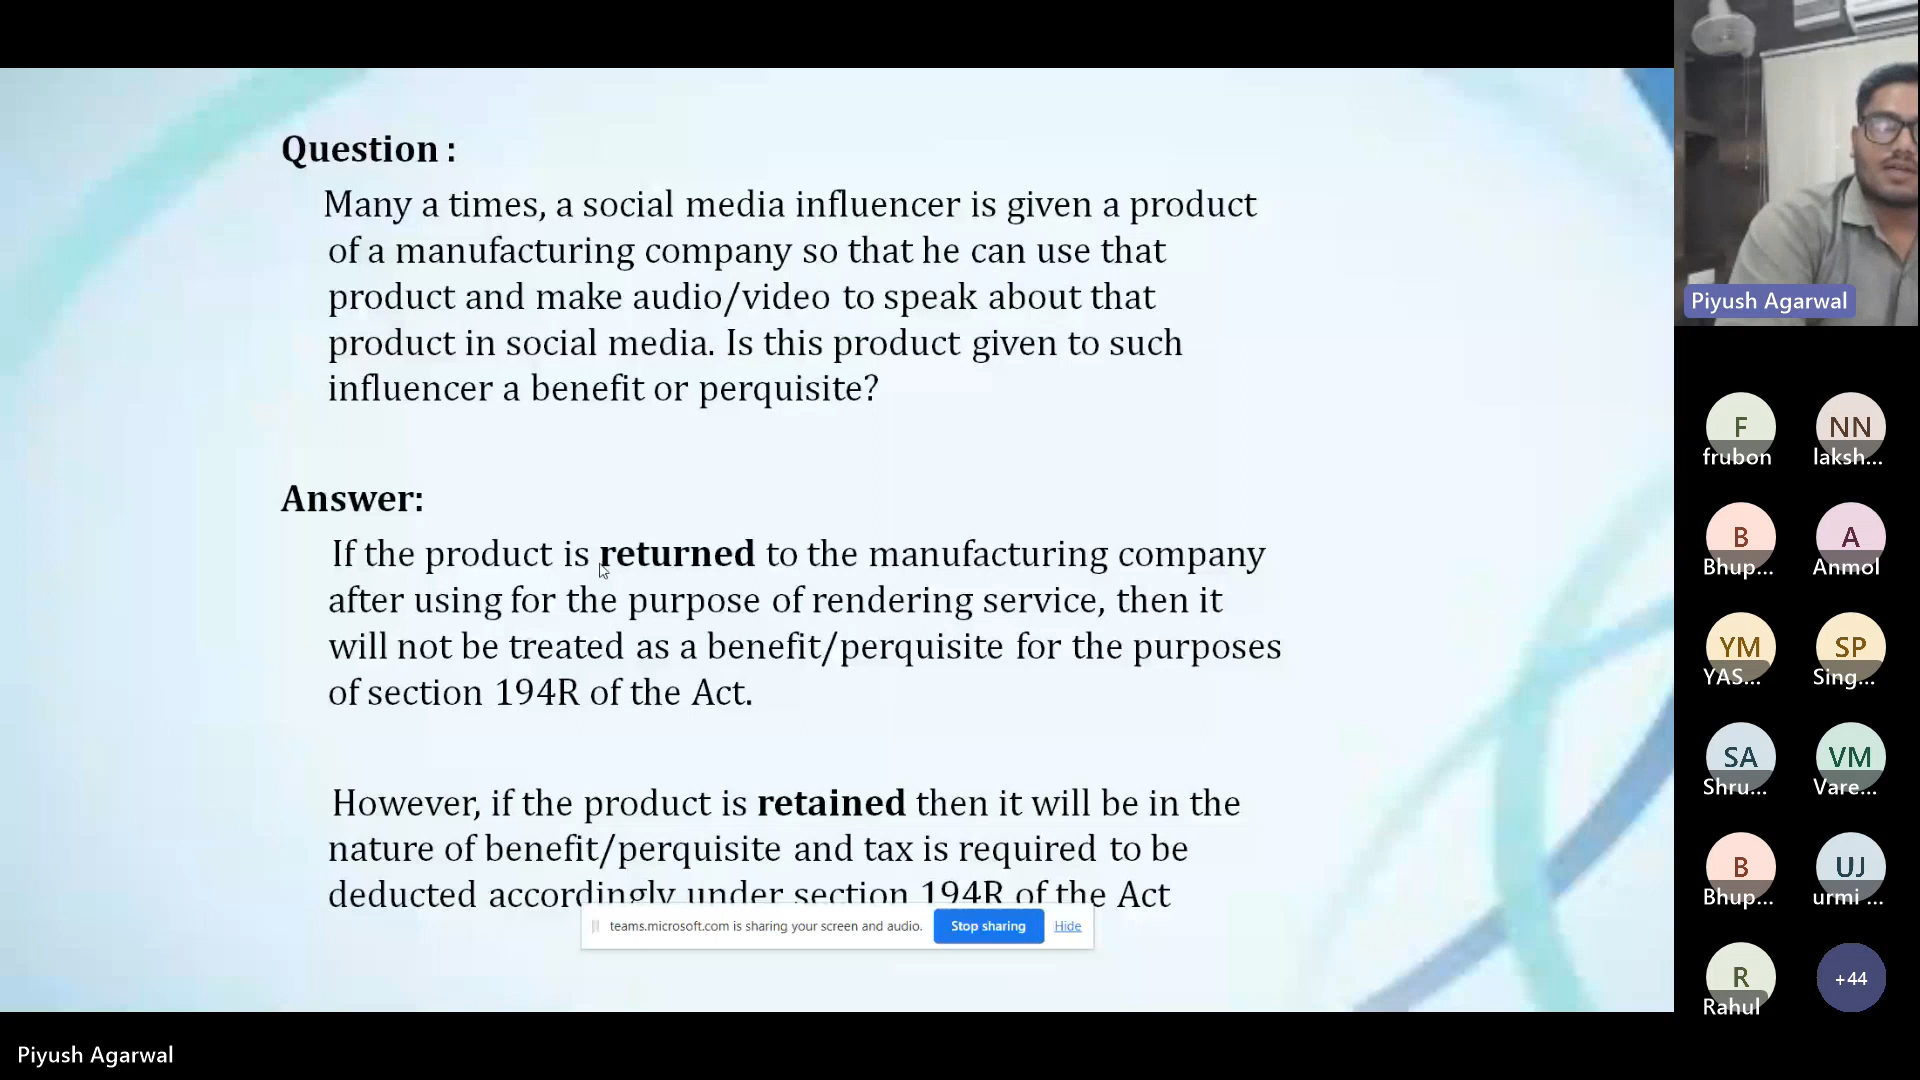 Question :
Many a times, a social media influencer is given a product
of a manufacturing company so that he can use that
product and make audio/video to speak about that
product in social media. Is this product given to such
influencer a benefit or perquisite?
Answer:
If the product is returned to the manufacturing company
after using for the purpose of rendering service, then it
will not be treated as a benefit/perquisite for the purposes
of section 194R of the Act.
However, if the product is retained then it will be in the
nature of benefit/perquisite and tax is required to be
deducted accordingly under section 194R of the Act
teams.microsoft.com is sharing your screen and audio. Stop sharing Hide
Piyush Agarwal
F NN
frubon laksh...
B A
Bhup... Anmol
YM SP
YAS... Sing...
SA VM
Shru... Vare...
B UJ
Bhup... urmi ...
R +44
Rahul
Piyush Agarwal